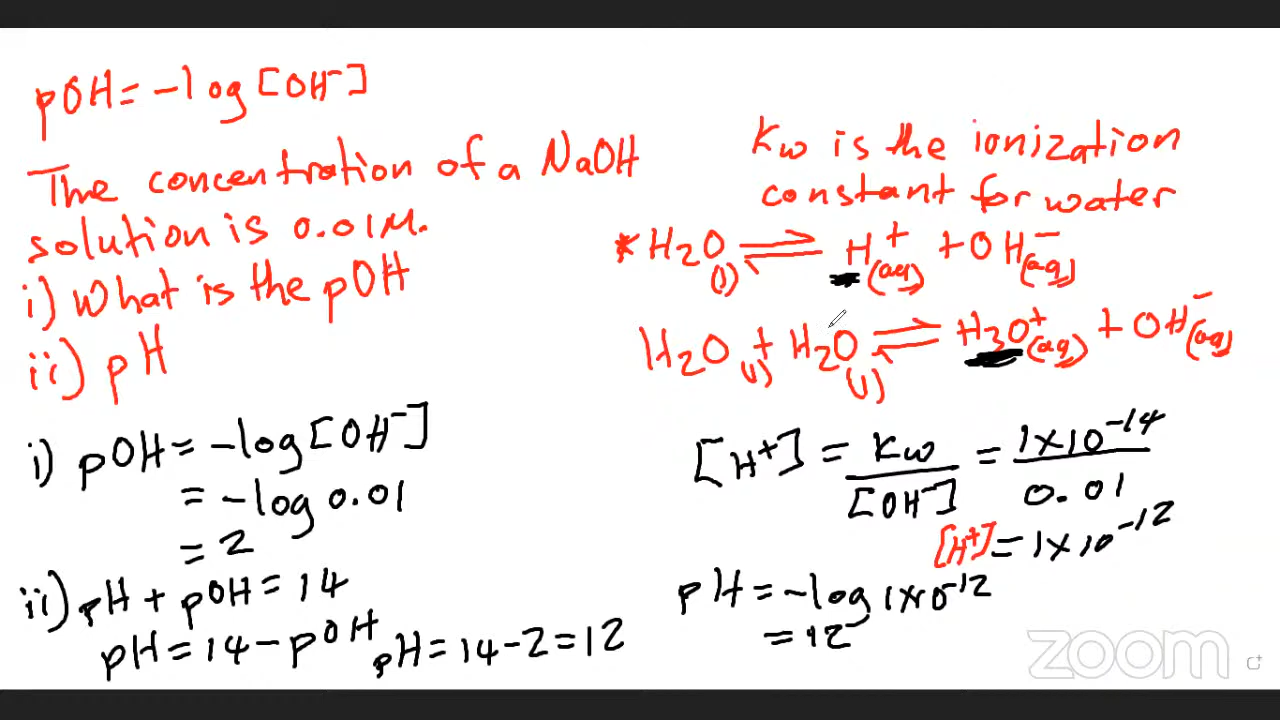 pOH = -log [OH⁻]
The concentration of a NaOH
solution is 0.01M.
i) What is the pOH
ii) pH
i) pOH = -log [OH⁻]
= -log 0.01
= 2
ii) pH + pOH = 14
pH = 14 - pOH pH = 14 - 2 = 12
Kw is the ionization
constant for water
*H2O(l) ⇌ H⁺(aq) + OH⁻(aq)
H2O(l) + H2O(l) ⇌ H3O⁺(aq) + OH⁻(aq)
[H⁺] = Kw/[OH⁻] = 1×10⁻¹⁴/0.01
[H⁺] = 1×10⁻¹²
pH = -log 1×10⁻¹²
= 12
zoom